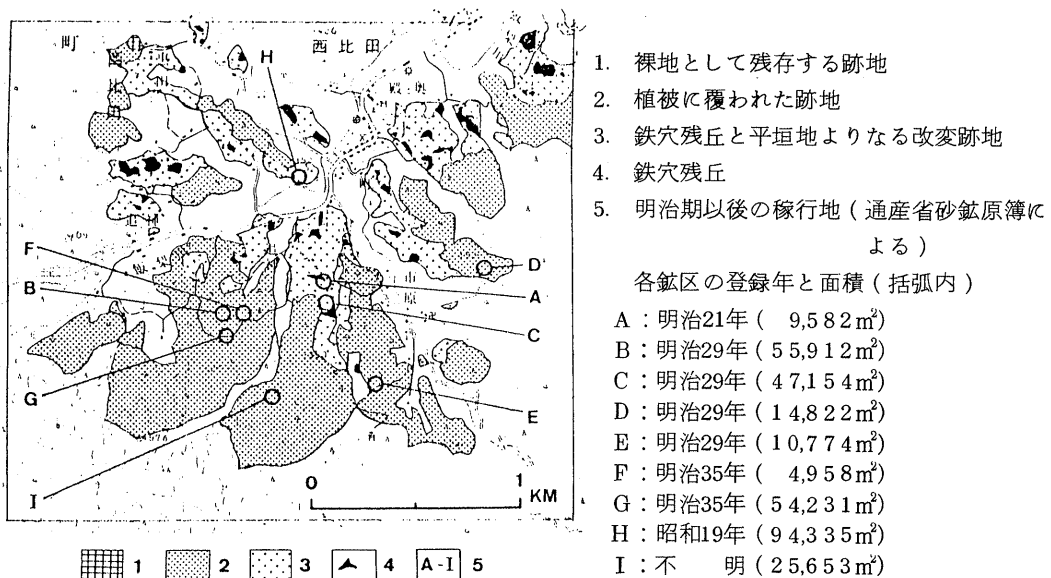 町
西比田
H
F
B
G
I
D
A
C
E
0 1
KM
1 2 3 4 A-I 5
1. 裸地として残存する跡地
2. 植被に覆われた跡地
3. 鉄穴残丘と平垣地よりなる改変跡地
4. 鉄穴残丘
5. 明治期以後の稼行地(通産省砂鉱原簿に
よる)
各鉱区の登録年と面積(括弧内)
A:明治21年( 9,582㎡)
B:明治29年(55,912㎡)
C:明治29年(47,154㎡)
D:明治29年(14,822㎡)
E:明治29年(10,774㎡)
F:明治35年( 4,958㎡)
G:明治35年(54,231㎡)
H:昭和19年(94,335㎡)
I:不 明(25,653㎡)